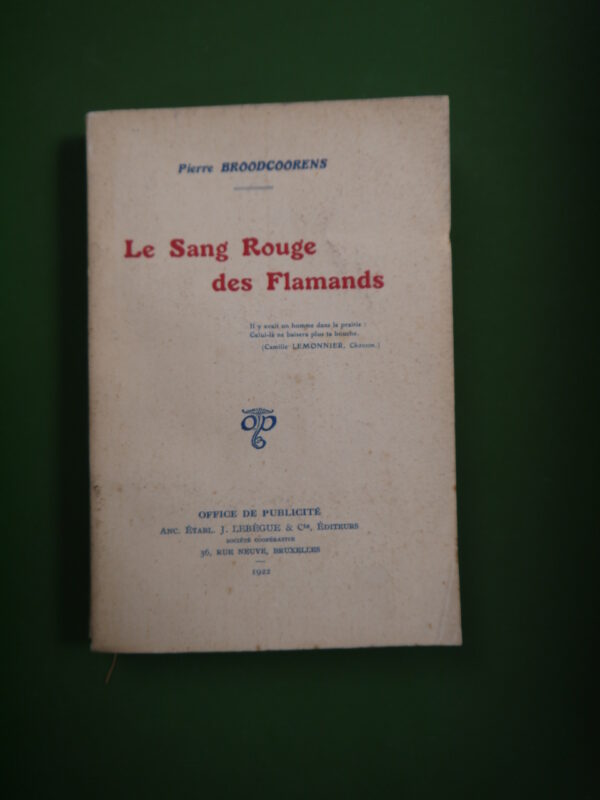 Pierre BROODCOORENS
Le Sang Rouge
des Flamands
Il y avait un homme dans la prairie :
Celui-là ne baisera plus ta bouche.
(Camille LEMONNIER, Chanson.)
OFFICE DE PUBLICITÉ
ANC. ÉTABL. J. LEBÈGUE & Cie, ÉDITEURS
SOCIÉTÉ COOPÉRATIVE
36, RUE NEUVE, BRUXELLES
1922